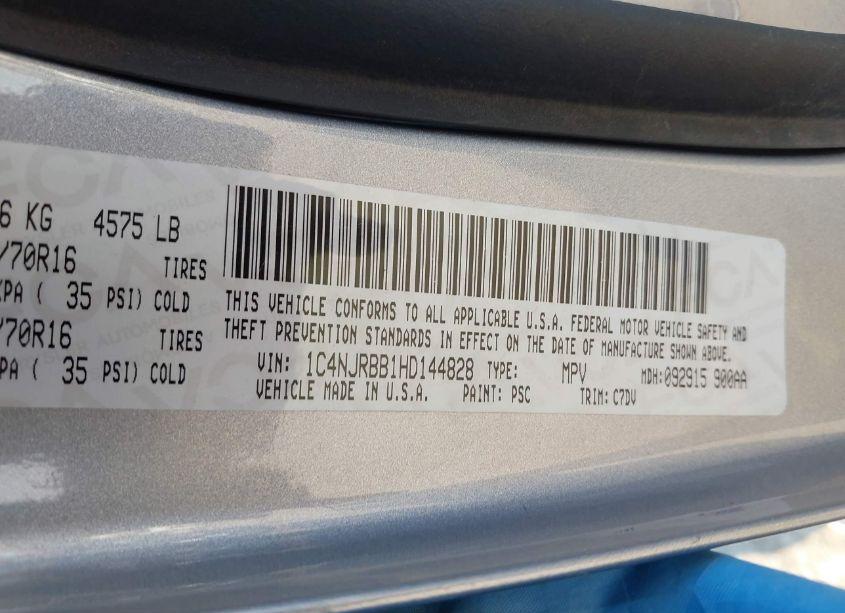 6 KG 4575 LB
/70R16 TIRES
KPA ( 35 PSI) COLD
/70R16 TIRES
PA ( 35 PSI) COLD
THIS VEHICLE CONFORMS TO ALL APPLICABLE U.S.A. FEDERAL MOTOR VEHICLE SAFETY AND
THEFT PREVENTION STANDARDS IN EFFECT ON THE DATE OF MANUFACTURE SHOWN ABOVE.
VIN: 1C4NJRBB1HD144828 TYPE: MPV MDH: 092915 900AA
VEHICLE MADE IN U.S.A. PAINT: PSC TRIM: C7DV